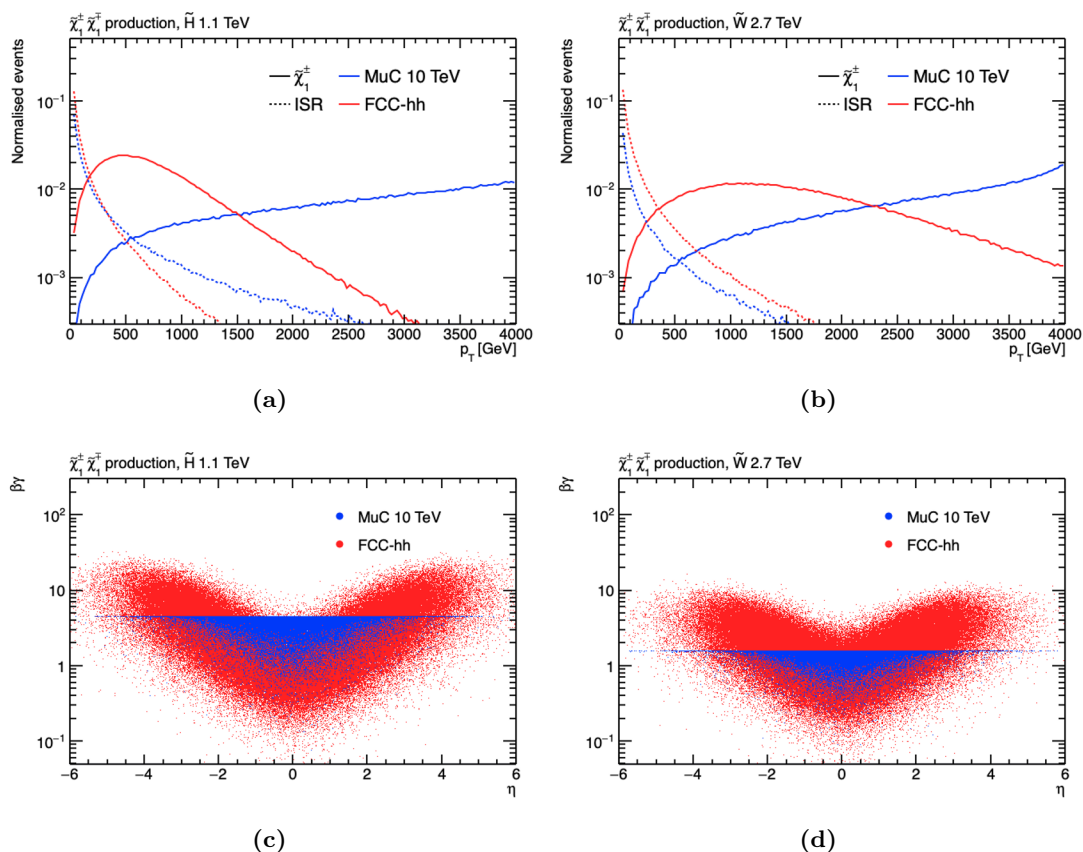 χ̃₁± χ̃₁∓ production, H̃ 1.1 TeV
Normalised events
χ̃₁±
MuC 10 TeV
ISR
FCC-hh
10⁻¹
10⁻²
10⁻³
0 500 1000 1500 2000 2500 3000 3500 4000
p_T [GeV]
(a)
χ̃₁± χ̃₁∓ production, W̃ 2.7 TeV
Normalised events
χ̃₁±
MuC 10 TeV
ISR
FCC-hh
10⁻¹
10⁻²
10⁻³
0 500 1000 1500 2000 2500 3000 3500 4000
p_T [GeV]
(b)
χ̃₁± χ̃₁∓ production, H̃ 1.1 TeV
βγ
MuC 10 TeV
FCC-hh
10²
10
1
10⁻¹
−6 −4 −2 0 2 4 6
η
(c)
χ̃₁± χ̃₁∓ production, W̃ 2.7 TeV
βγ
MuC 10 TeV
FCC-hh
10²
10
1
10⁻¹
−6 −4 −2 0 2 4 6
η
(d)